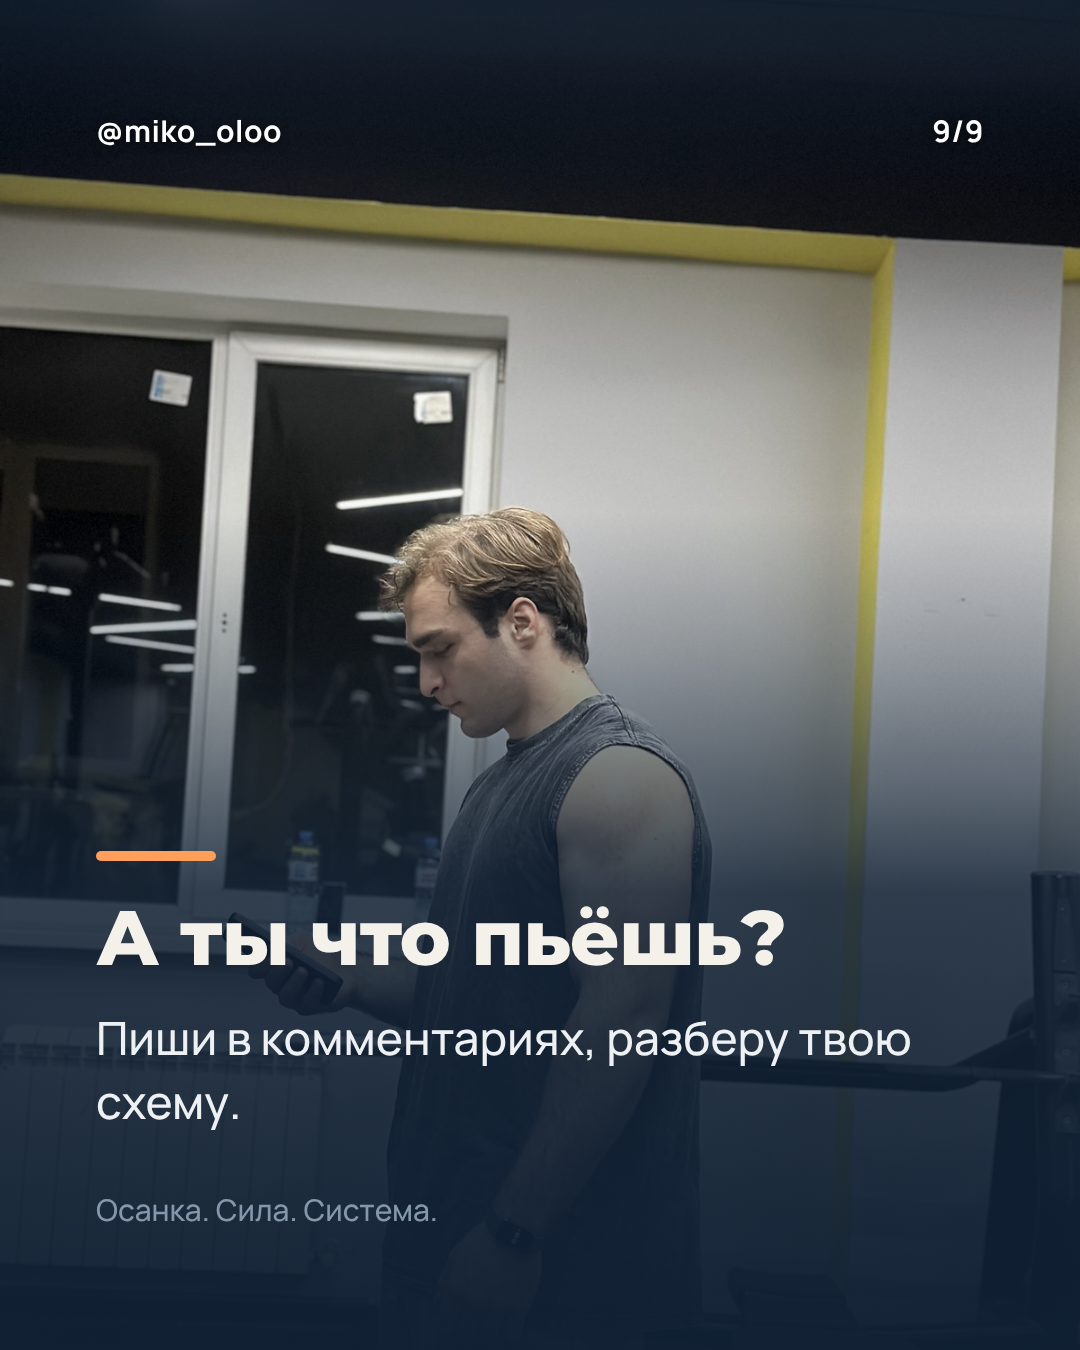 @miko_oloo
9/9
А ты что пьёшь?
Пиши в комментариях, разберу твою
схему.
Осанка. Сила. Система.